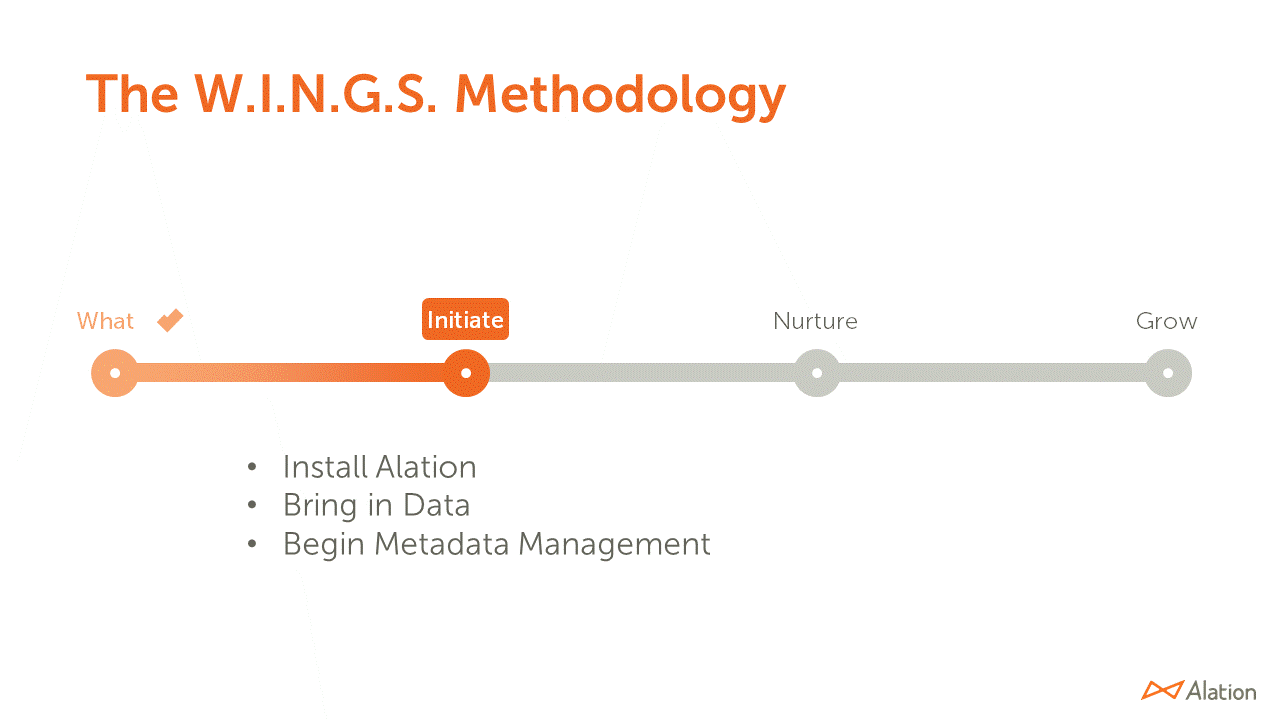 The W.I.N.G.S. Methodology
What
Initiate
Nurture
Grow
• Install Alation
• Bring in Data
• Begin Metadata Management
Alation